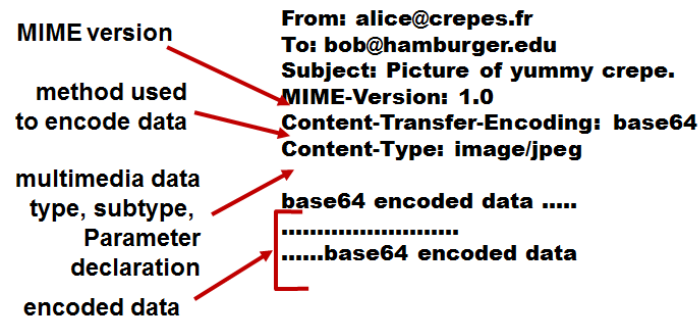 MIME version
method used
to encode data
multimedia data
type, subtype,
Parameter
declaration
encoded data
From: alice@crepes.fr
To: bob@hamburger.edu
Subject: Picture of yummy crepe.
MIME-Version: 1.0
Content-Transfer-Encoding: base64
Content-Type: image/jpeg
base64 encoded data .....
.........................
......base64 encoded data